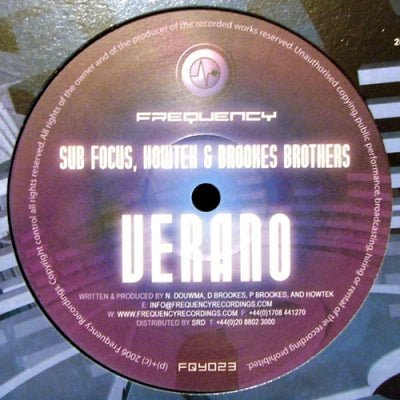 All rights of the owner and of the producer of the recorded works reserved. Unauthorised copying, public performance, broadcasting, hiring or rental of the recording prohibited.
FREQUENCY
SUB FOCUS, HOWTEK & BROOKES BROTHERS
VERANO
WRITTEN & PRODUCED BY N. DOUWMA, D BROOKES, P BROOKES, AND HOWTEK
E: INFO@FREQUENCYRECORDINGS.COM
W: WWW.FREQUENCYRECORDINGS.COM F: +44(0)1708 441270
DISTRIBUTED BY SRD T: +44(0)20 8802 3000
FQY023
(p)+(c) 2006 Frequency Recordings. Copyright control all rights reserved.